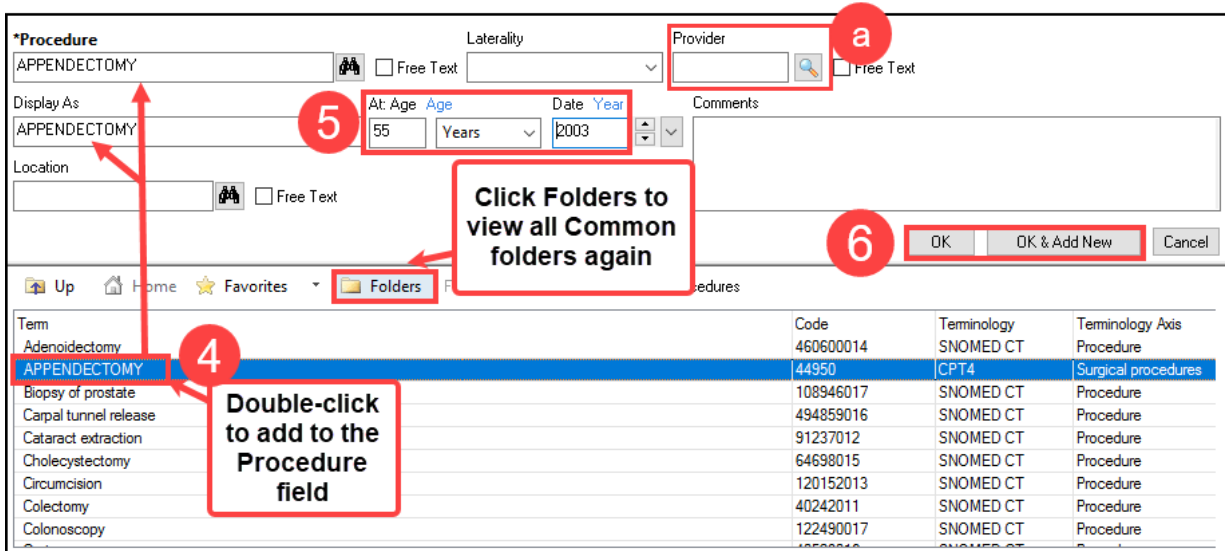 *Procedure Laterality Provider a
APPENDECTOMY Free Text Free Text
Display As At: Age Age Date Year Comments
APPENDECTOMY 5 55 Years 2003
Location
Free Text
Click Folders to
view all Common
folders again
6 OK OK & Add New Cancel
Up Home Favorites Folders F
Term Code Terminology Terminology Axis
Adenoidectomy 460600014 SNOMED CT Procedure
APPENDECTOMY 44950 CPT4 Surgical procedures
4
Biopsy of prostate 108946017 SNOMED CT Procedure
Carpal tunnel release 494859016 SNOMED CT Procedure
Cataract extraction 91237012 SNOMED CT Procedure
Cholecystectomy 64698015 SNOMED CT Procedure
Circumcision 120152013 SNOMED CT Procedure
Colectomy 40242011 SNOMED CT Procedure
Colonoscopy 122490017 SNOMED CT Procedure
Double-click
to add to the
Procedure
field